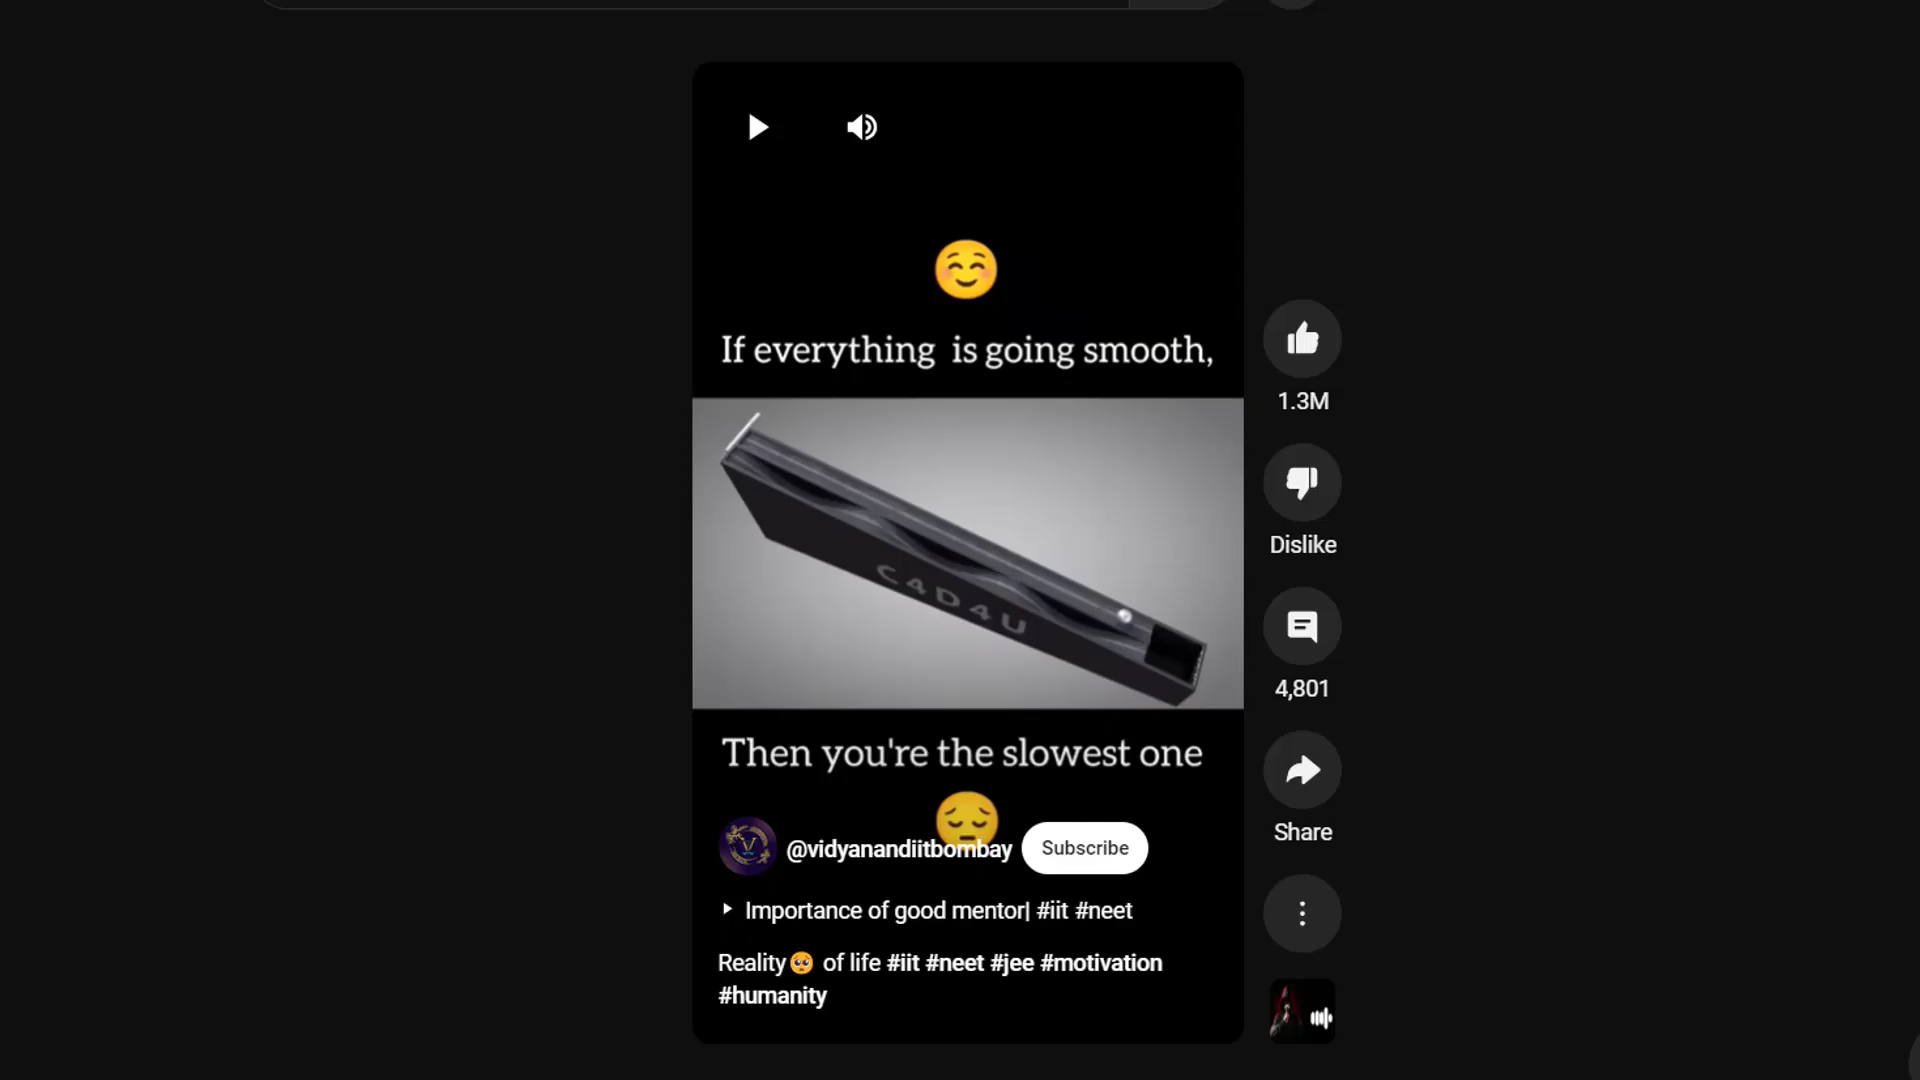 If everything is going smooth,
C4D4U
Then you're the slowest one
@vidyanandiitbombay
Subscribe
Importance of good mentor| #iit #neet
Reality🥺 of life #iit #neet #jee #motivation
#humanity
1.3M
Dislike
4,801
Share